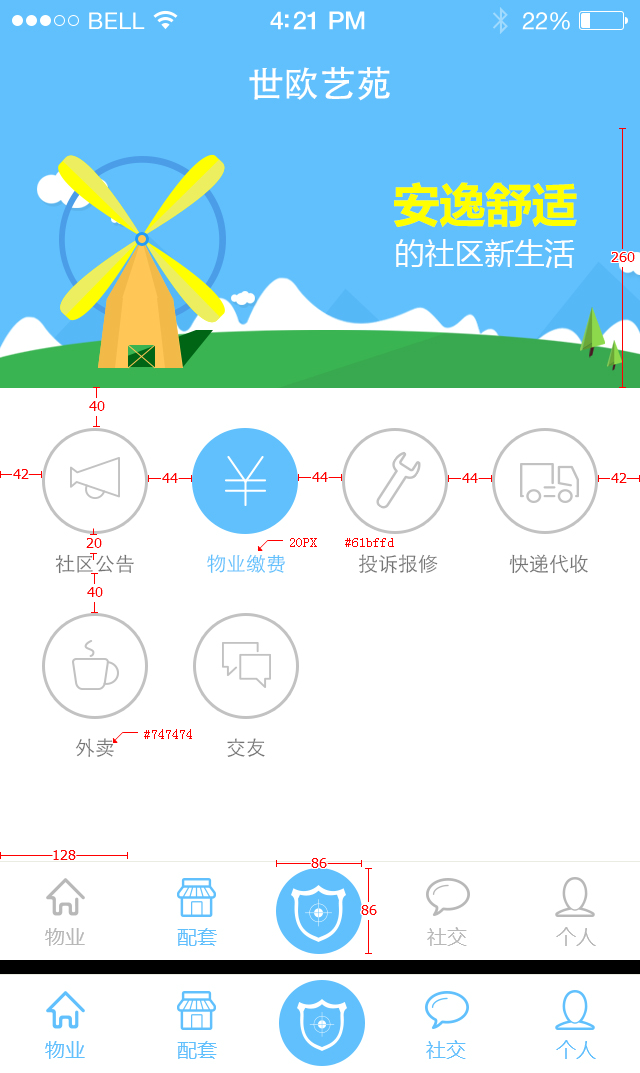 BELL 4:21 PM 22%
世欧艺苑
安逸舒适
的社区新生活
260
40
42 44 44 44 42
20
20PX #61bffd
社区公告 物业缴费 投诉报修 快递代收
40
#747474
外卖 交友
128 86
86
物业 配套 社交 个人
物业 配套 社交 个人